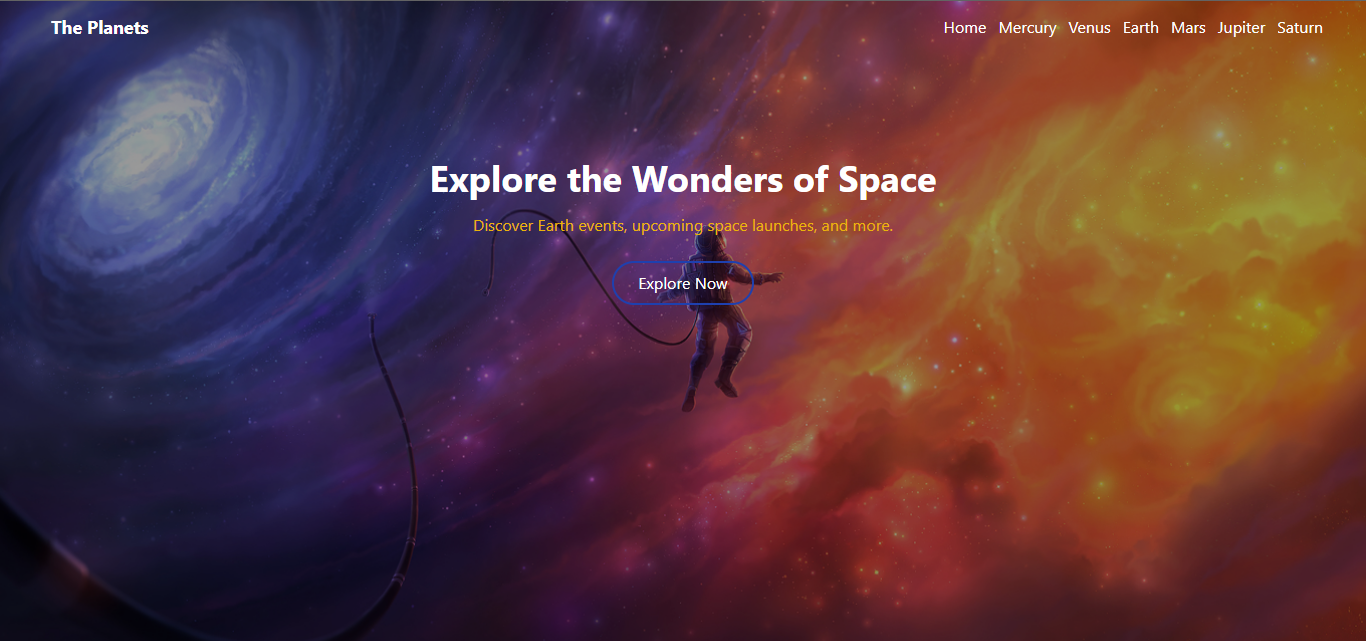 The Planets
Home Mercury Venus Earth Mars Jupiter Saturn
Explore the Wonders of Space
Discover Earth events, upcoming space launches, and more.
Explore Now